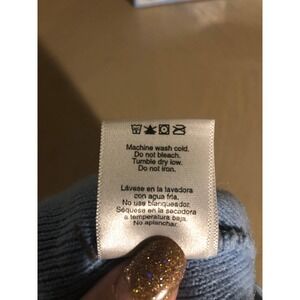 Machine wash cold.
Do not bleach.
Tumble dry low.
Do not iron.
Lávese en la lavadora
con agua fría.
No use blanqueador.
Séquese en la secadora
a temperatura baja.
No aplanchar.